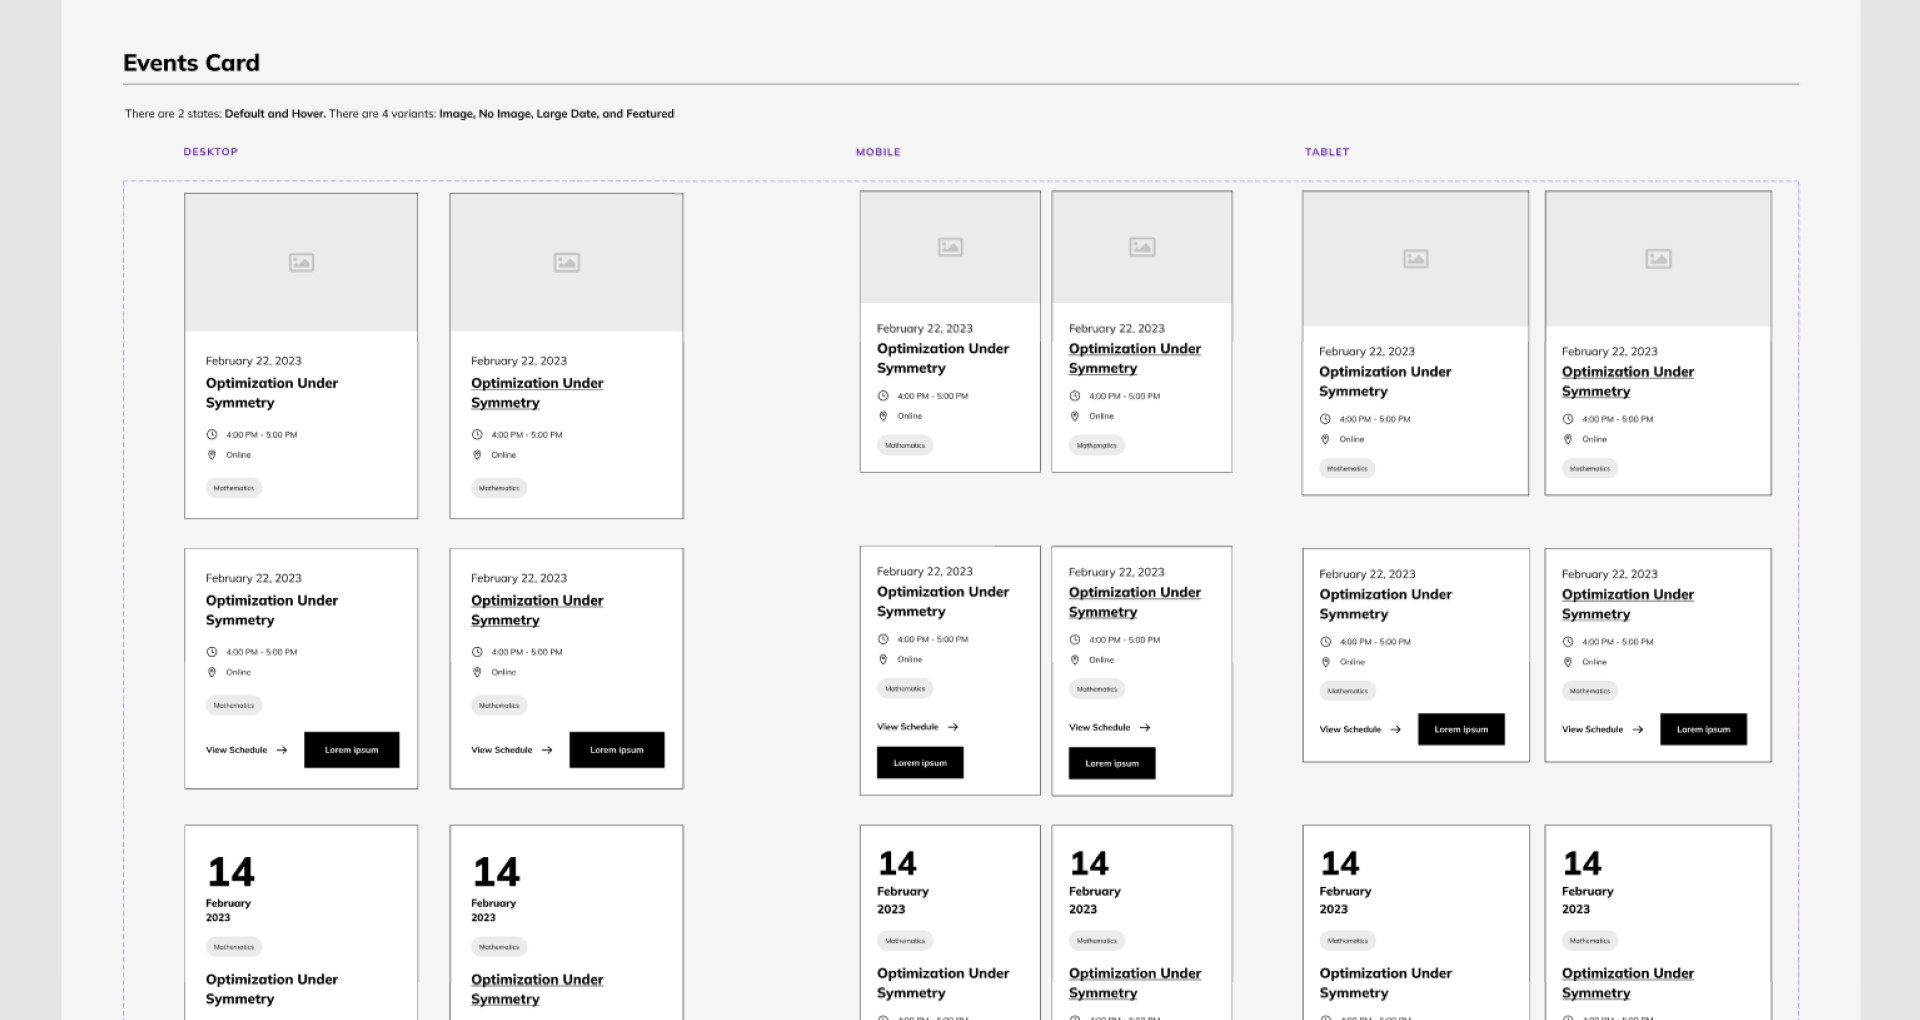 Events Card
There are 2 states: Default and Hover. There are 4 variants: Image, No Image, Large Date, and Featured
DESKTOP
MOBILE
TABLET
February 22, 2023
Optimization Under
Symmetry
4:00 PM - 5:00 PM
Online
Mathematics
February 22, 2023
Optimization Under
Symmetry
4:00 PM - 5:00 PM
Online
Mathematics
February 22, 2023
Optimization Under
Symmetry
4:00 PM - 5:00 PM
Online
Mathematics
February 22, 2023
Optimization Under
Symmetry
4:00 PM - 5:00 PM
Online
Mathematics
February 22, 2023
Optimization Under
Symmetry
4:00 PM - 5:00 PM
Online
Mathematics
February 22, 2023
Optimization Under
Symmetry
4:00 PM - 5:00 PM
Online
Mathematics
February 22, 2023
Optimization Under
Symmetry
4:00 PM - 5:00 PM
Online
Mathematics
View Schedule
Lorem ipsum
February 22, 2023
Optimization Under
Symmetry
4:00 PM - 5:00 PM
Online
Mathematics
View Schedule
Lorem ipsum
February 22, 2023
Optimization Under
Symmetry
4:00 PM - 5:00 PM
Online
Mathematics
View Schedule
Lorem ipsum
February 22, 2023
Optimization Under
Symmetry
4:00 PM - 5:00 PM
Online
Mathematics
View Schedule
Lorem ipsum
February 22, 2023
Optimization Under
Symmetry
4:00 PM - 5:00 PM
Online
Mathematics
View Schedule
Lorem ipsum
February 22, 2023
Optimization Under
Symmetry
4:00 PM - 5:00 PM
Online
Mathematics
View Schedule
Lorem ipsum
14
February
2023
Mathematics
Optimization Under
Symmetry
14
February
2023
Mathematics
Optimization Under
Symmetry
14
February
2023
Mathematics
Optimization Under
Symmetry
14
February
2023
Mathematics
Optimization Under
Symmetry
14
February
2023
Mathematics
Optimization Under
Symmetry
14
February
2023
Mathematics
Optimization Under
Symmetry